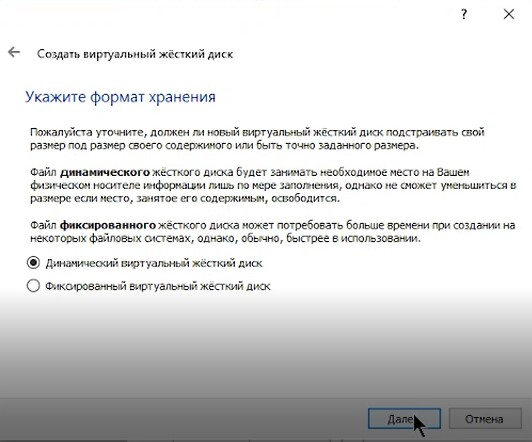 ?
Создать виртуальный жёсткий диск
Укажите формат хранения
Пожалуйста уточните, должен ли новый виртуальный жёсткий диск подстраивать свой
размер под размер своего содержимого или быть точно заданного размера.
Файл динамического жёсткого диска будет занимать необходимое место на Вашем
физическом носителе информации лишь по мере заполнения, однако не сможет уменьшиться в
размере если место, занятое его содержимым, освободится.
Файл фиксированного жёсткого диска может потребовать больше времени при создании на
некоторых файловых системах, однако, обычно, быстрее в использовании.
Динамический виртуальный жёсткий диск
Фиксированный виртуальный жёсткий диск
Отмена